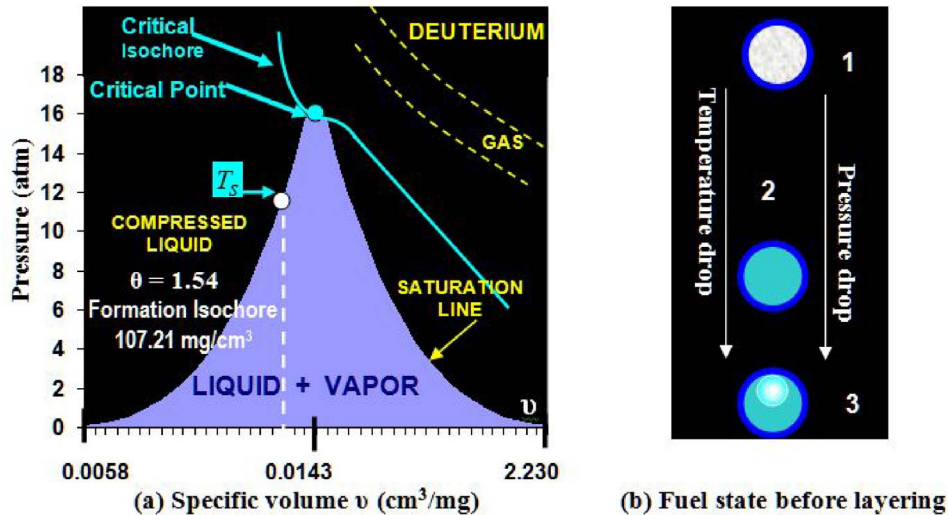 Critical
Isochore
DEUTERIUM
Critical Point
GAS
18
16
14
12
10
8
6
4
2
0
Pressure (atm)
Ts
COMPRESSED
LIQUID
θ = 1.54
Formation Isochore
107.21 mg/cm³
SATURATION
LINE
LIQUID + VAPOR
υ
0.0058
0.0143
2.230
(a) Specific volume υ (cm³/mg)
1
Temperature drop
2
Pressure drop
3
(b) Fuel state before layering